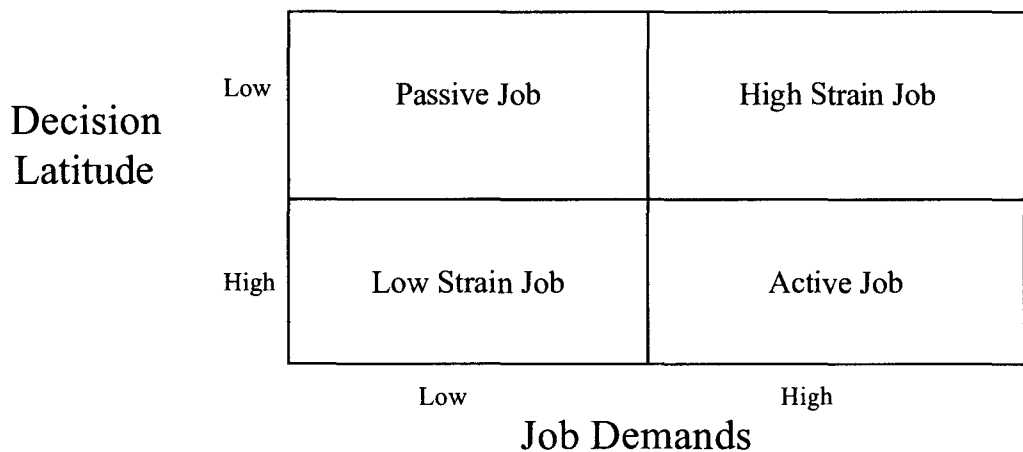 Low
Passive Job
High Strain Job
Decision
Latitude
High
Low Strain Job
Active Job
Low
High
Job Demands